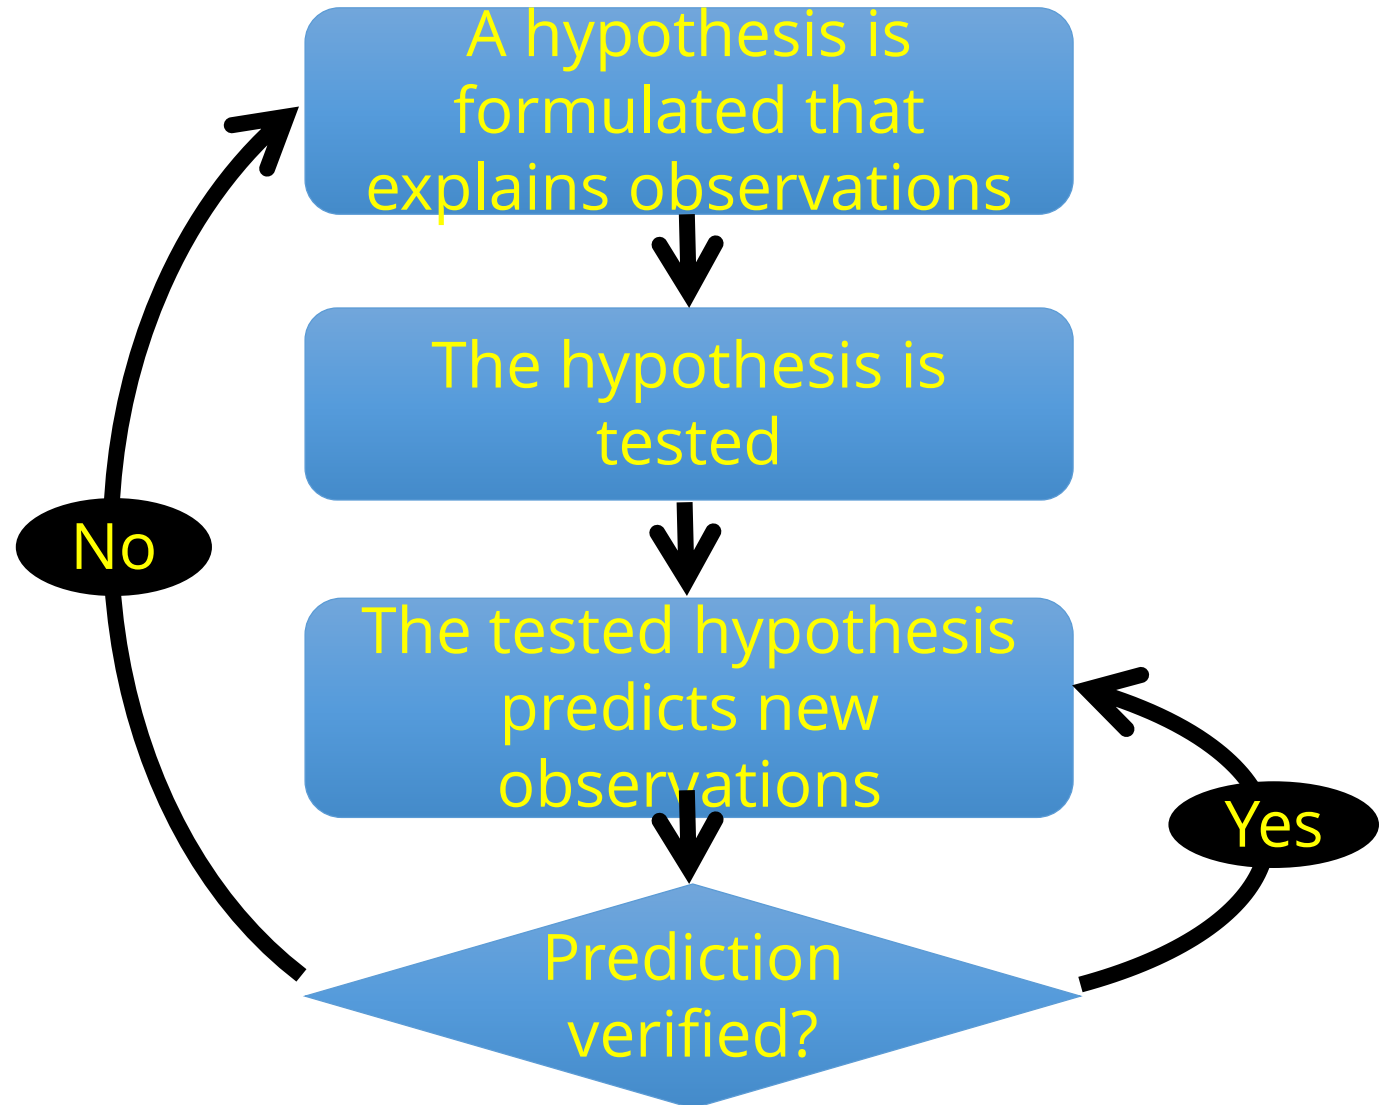 A hypothesis is
formulated that
explains observations
The hypothesis is
tested
No
The tested hypothesis
predicts new
observations
Yes
Prediction
verified?